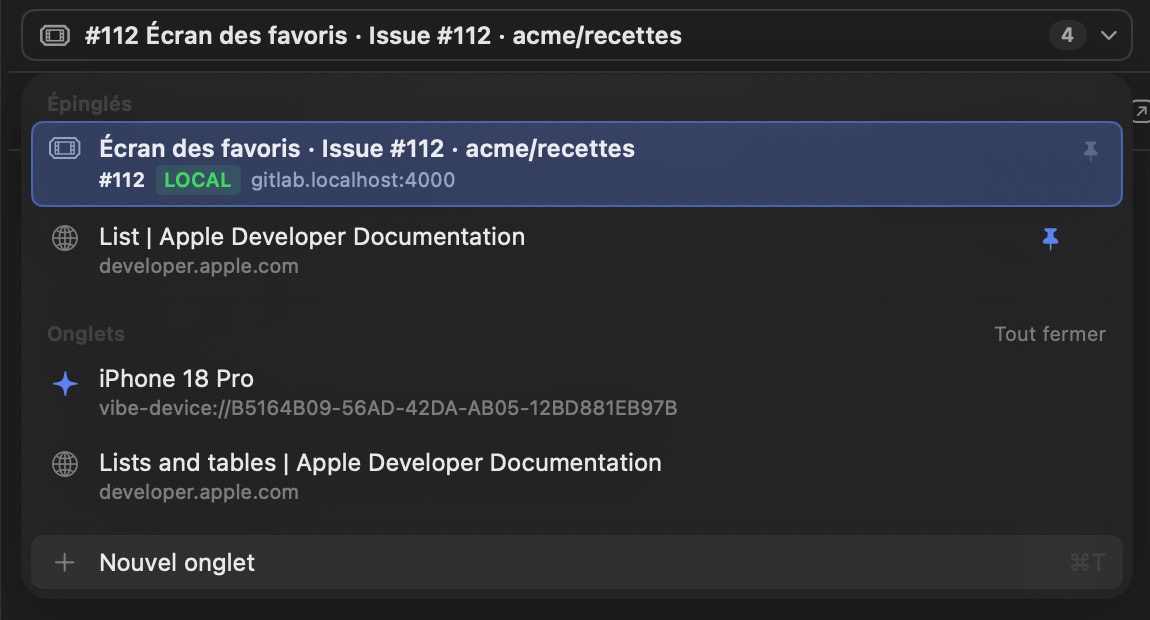 #112 Écran des favoris · Issue #112 · acme/recettes 4
Épinglés
Écran des favoris · Issue #112 · acme/recettes
#112 LOCAL gitlab.localhost:4000
List | Apple Developer Documentation
developer.apple.com
Onglets Tout fermer
iPhone 18 Pro
vibe-device://B5164B09-56AD-42DA-AB05-12BD881EB97B
Lists and tables | Apple Developer Documentation
developer.apple.com
Nouvel onglet ⌘T